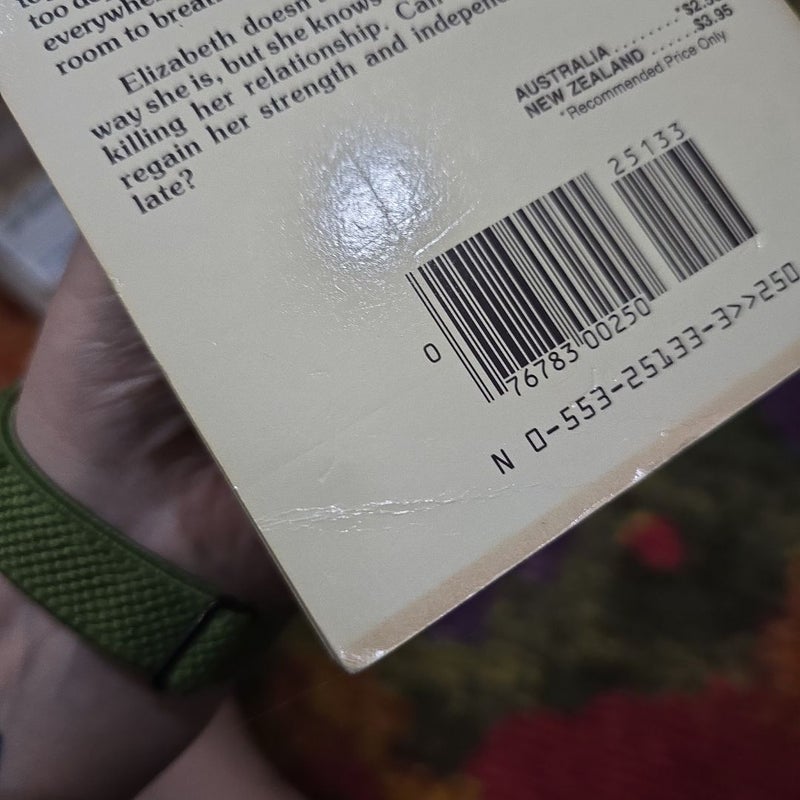 too
everywhere
room to brea
Elizabeth doesn
way she is, but she knows
killing her relationship. Can
regain her strength and indepen
late?
AUSTRALIA
NEW ZEALAND ......$3.95
*Recommended Price Only
25133
0 76783 00250
N 0-553-25133-3>>250